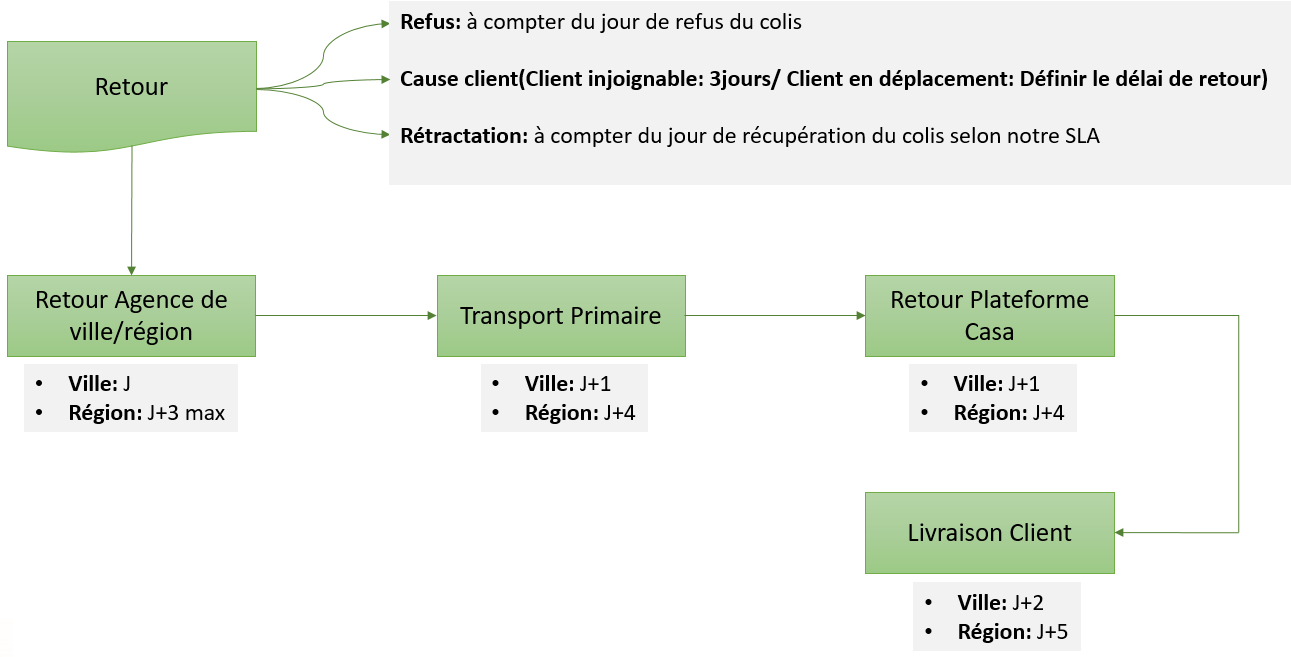 Retour
Refus: à compter du jour de refus du colis
Cause client(Client injoignable: 3jours/ Client en déplacement: Définir le délai de retour)
Rétractation: à compter du jour de récupération du colis selon notre SLA
Retour Agence de
ville/région
• Ville: J
• Région: J+3 max
Transport Primaire
• Ville: J+1
• Région: J+4
Retour Plateforme
Casa
• Ville: J+1
• Région: J+4
Livraison Client
• Ville: J+2
• Région: J+5